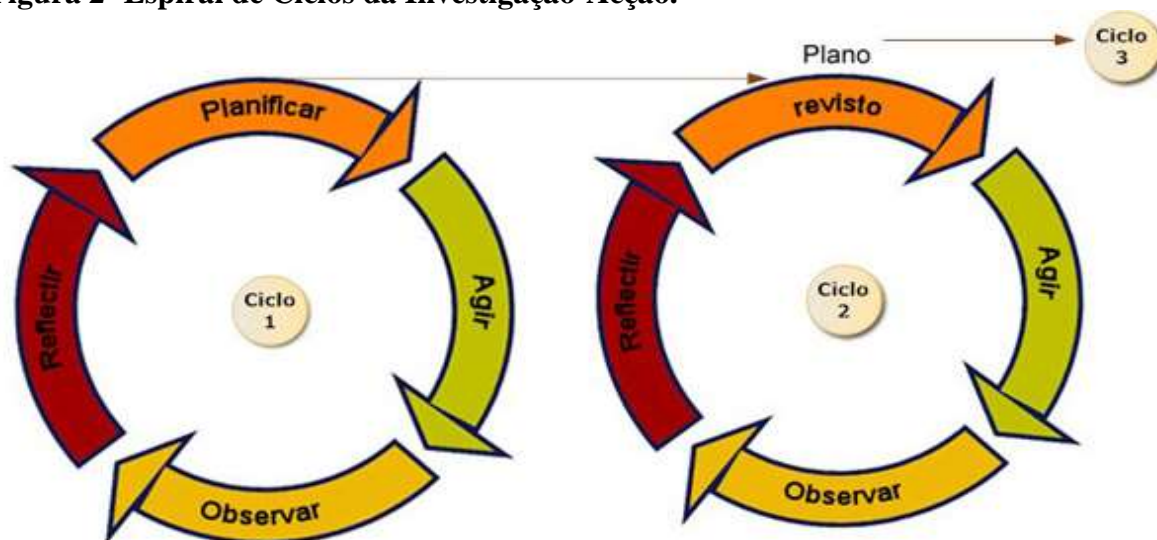 Figura 2- Espiral de Ciclos da Investigação-Acção.
Planificar
Agir
Observar
Reflectir
Ciclo
1
Plano
revisto
Agir
Observar
Reflectir
Ciclo
2
Ciclo
3